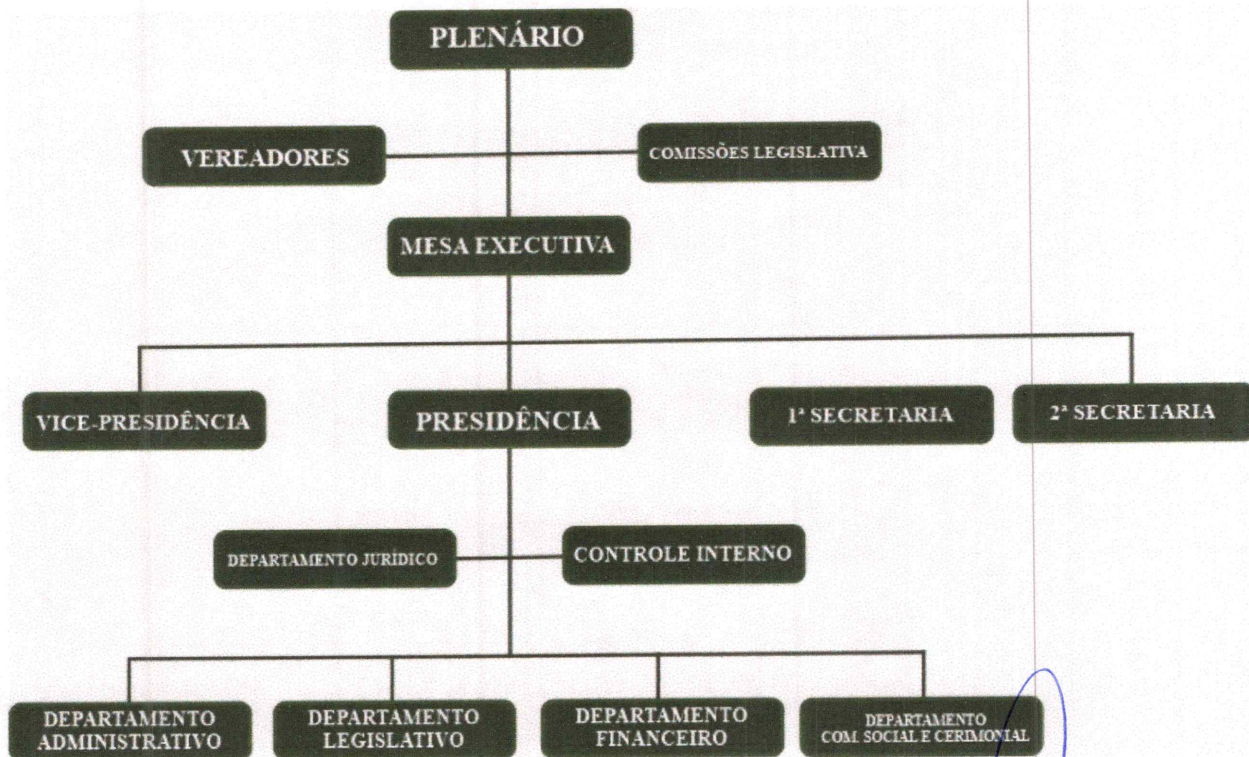 PLENÁRIO
VEREADORES
COMISSÕES LEGISLATIVA
MESA EXECUTIVA
VICE-PRESIDÊNCIA
PRESIDÊNCIA
1ª SECRETARIA
2ª SECRETARIA
DEPARTAMENTO JURÍDICO
CONTROLE INTERNO
DEPARTAMENTO
ADMINISTRATIVO
DEPARTAMENTO
LEGISLATIVO
DEPARTAMENTO
FINANCEIRO
DEPARTAMENTO
COM. SOCIAL E CERIMONIAL